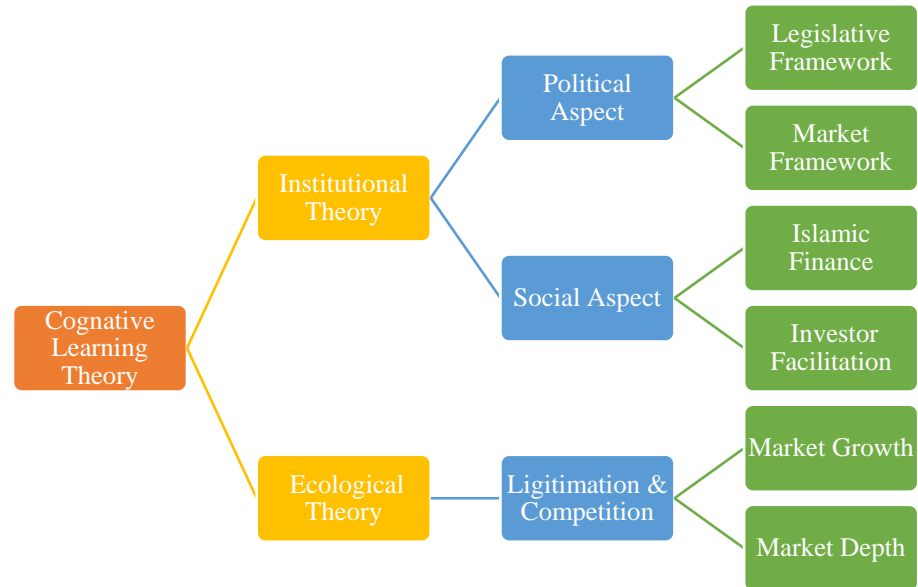 Cognative
Learning
Theory
Institutional
Theory
Ecological
Theory
Political
Aspect
Social Aspect
Ligitimation &
Competition
Legislative
Framework
Market
Framework
Islamic
Finance
Investor
Facilitation
Market Growth
Market Depth